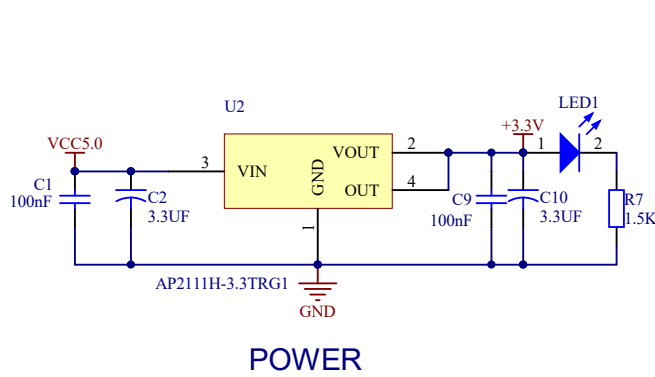 U2
LED1
VCC5.0
+3.3V
3
VIN
GND
VOUT
OUT
2
4
1
2
C1
100nF
C2
3.3UF
C9
100nF
C10
3.3UF
R7
1.5K
1
AP2111H-3.3TRG1
GND
POWER